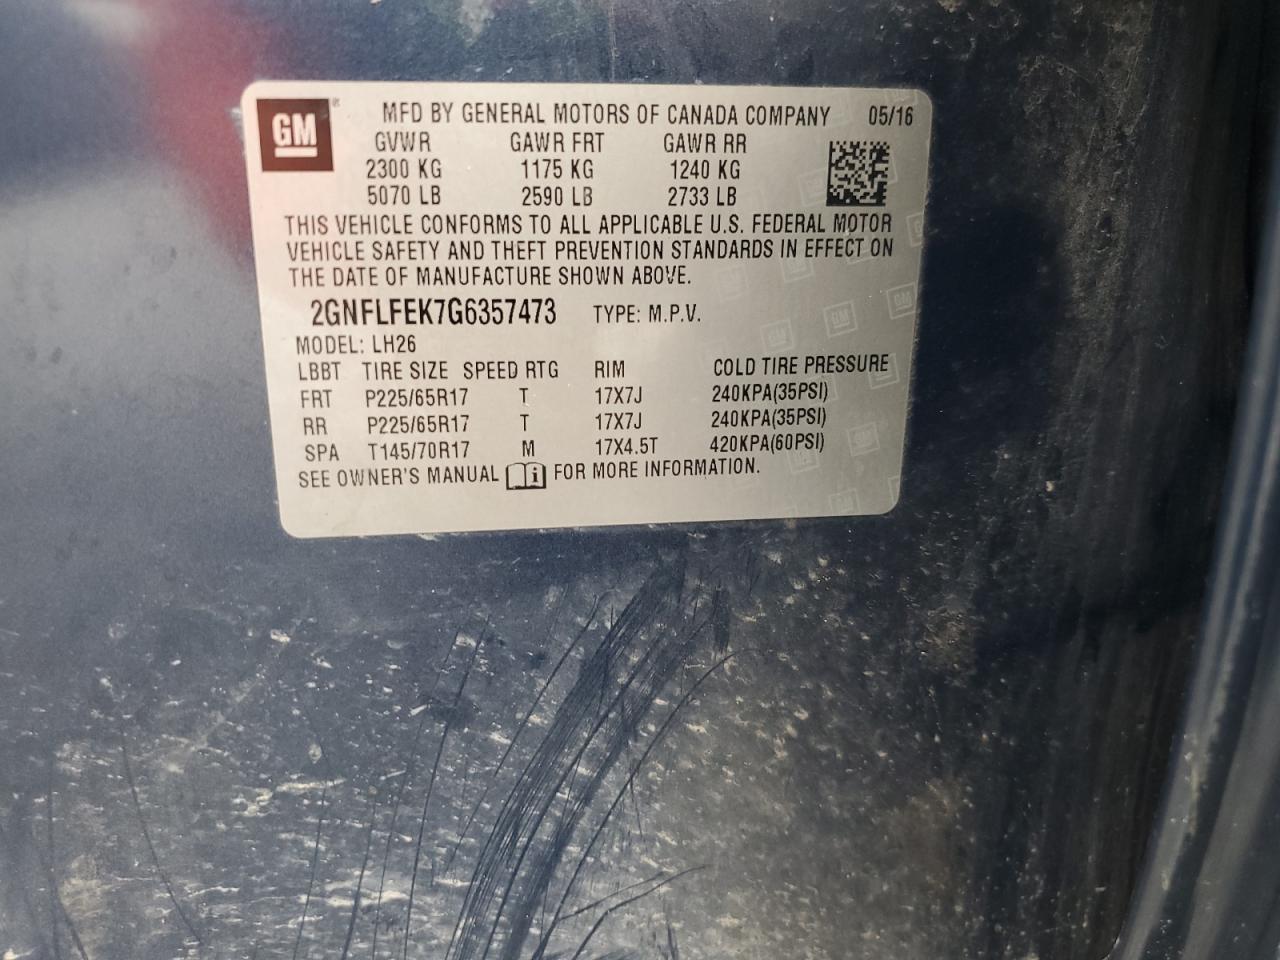 GM ® MFD BY GENERAL MOTORS OF CANADA COMPANY 05/16
GVWR GAWR FRT GAWR RR
2300 KG 1175 KG 1240 KG
5070 LB 2590 LB 2733 LB
THIS VEHICLE CONFORMS TO ALL APPLICABLE U.S. FEDERAL MOTOR
VEHICLE SAFETY AND THEFT PREVENTION STANDARDS IN EFFECT ON
THE DATE OF MANUFACTURE SHOWN ABOVE.
2GNFLFEK7G6357473 TYPE: M.P.V.
MODEL: LH26
LBBT TIRE SIZE SPEED RTG RIM COLD TIRE PRESSURE
FRT P225/65R17 T 17X7J 240KPA(35PSI)
RR P225/65R17 T 17X7J 240KPA(35PSI)
SPA T145/70R17 M 17X4.5T 420KPA(60PSI)
SEE OWNER'S MANUAL i FOR MORE INFORMATION.